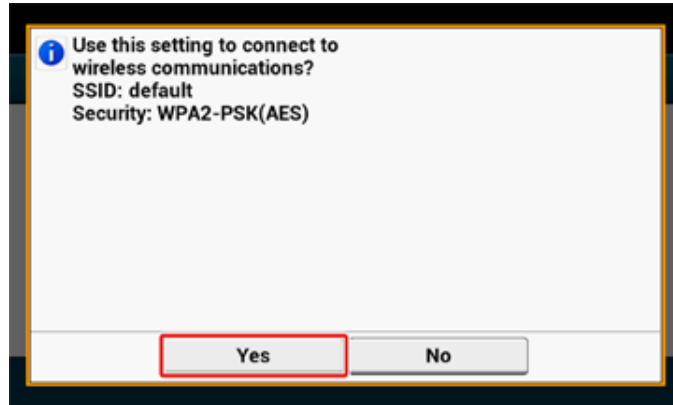 Use this setting to connect to
wireless communications?
SSID: default
Security: WPA2-PSK(AES)
Yes
No